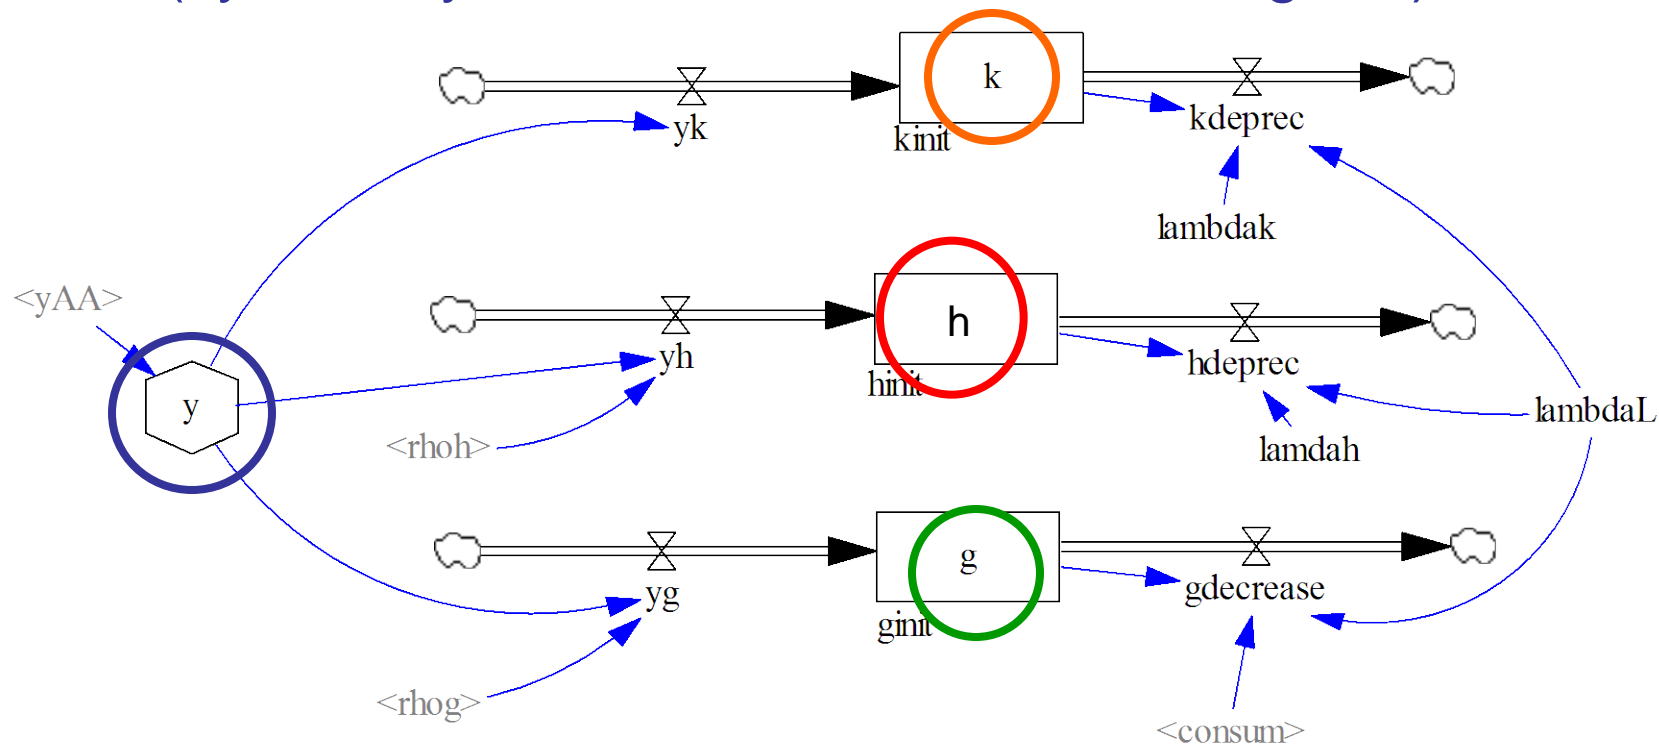 k
yk
kinit
kdeprec
lambdak
<yAA>
h
yh
hinit
hdeprec
y
lambdaL
<rhoh>
lamdah
g
yg
ginit
gdecrease
<rhog>
<consum>